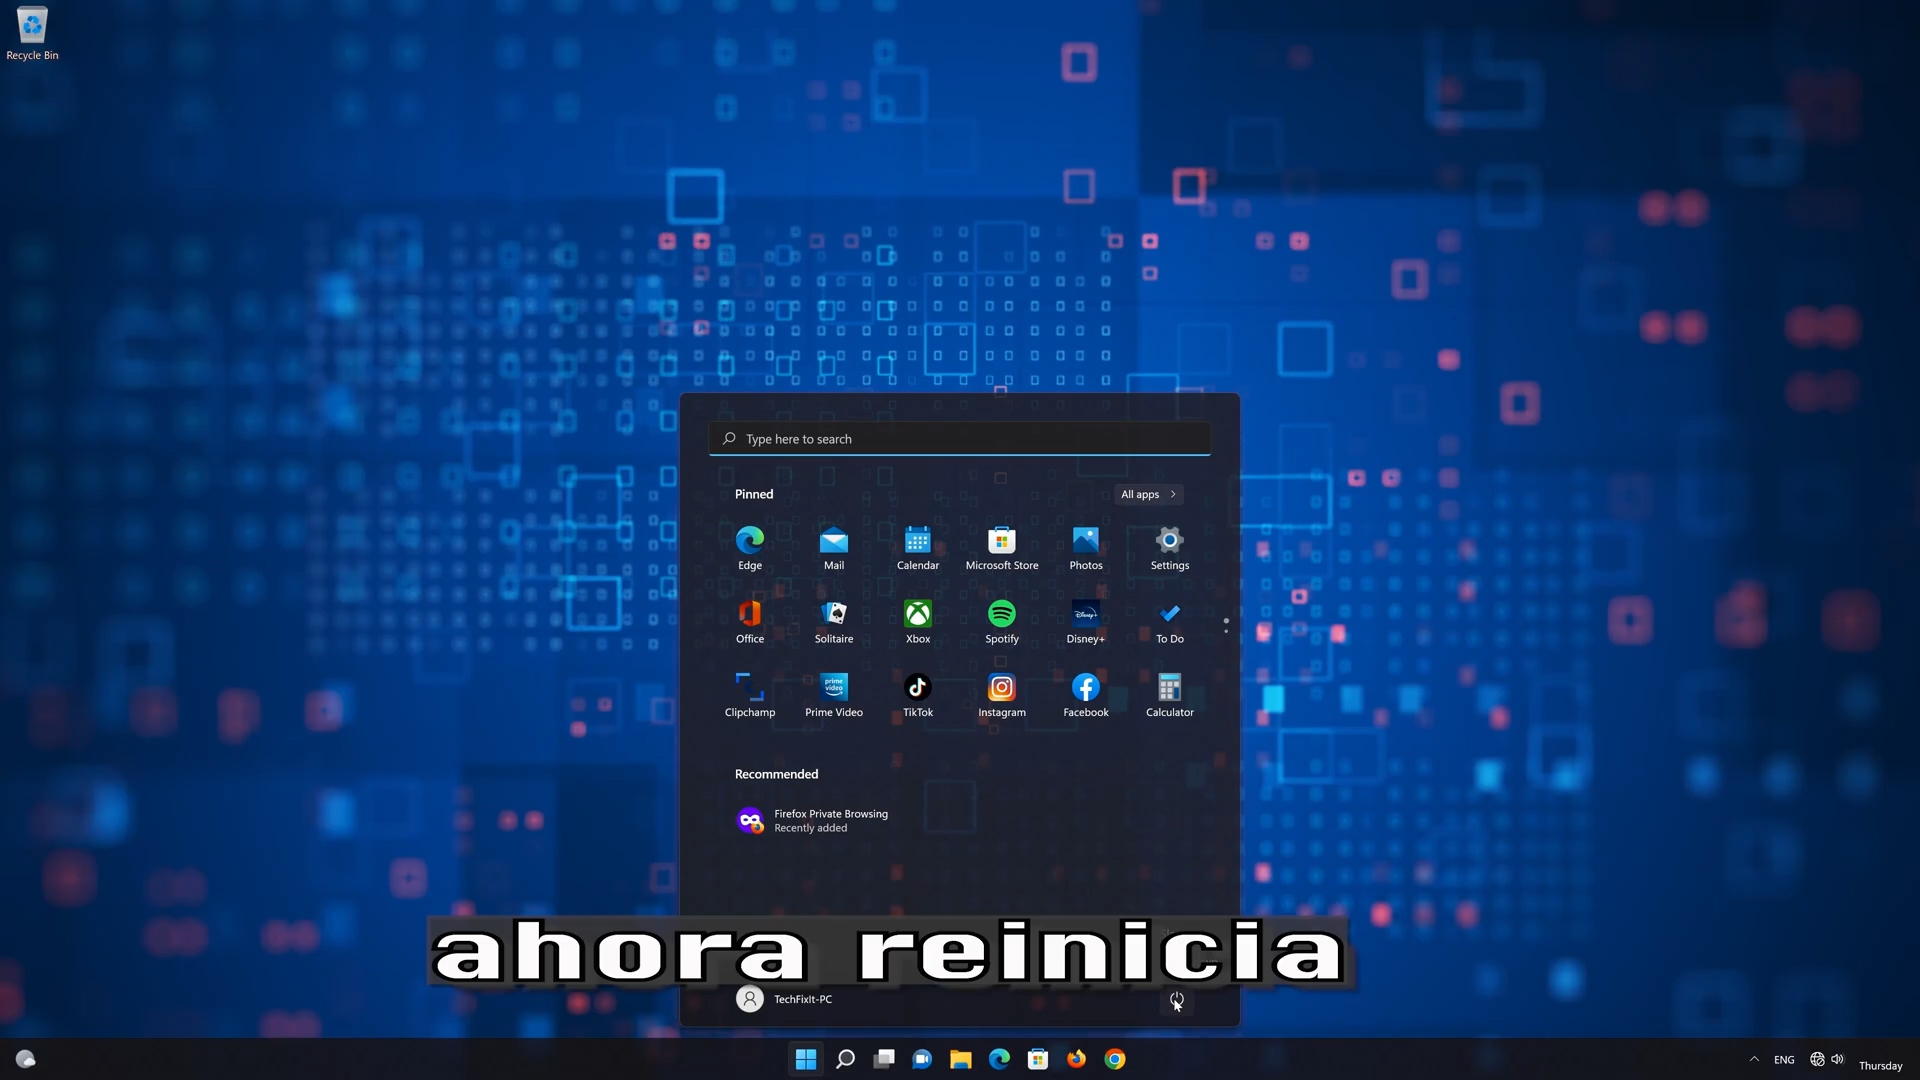 Recycle Bin
Type here to search
Pinned
All apps
Edge
Mail
Calendar
Microsoft Store
Photos
Settings
Office
Solitaire
Xbox
Spotify
Disney+
To Do
Clipchamp
prime video
Prime Video
TikTok
Instagram
Facebook
Calculator
Recommended
Firefox Private Browsing
Recently added
ahora reinicia
TechFixIt-PC
ENG
Thursday